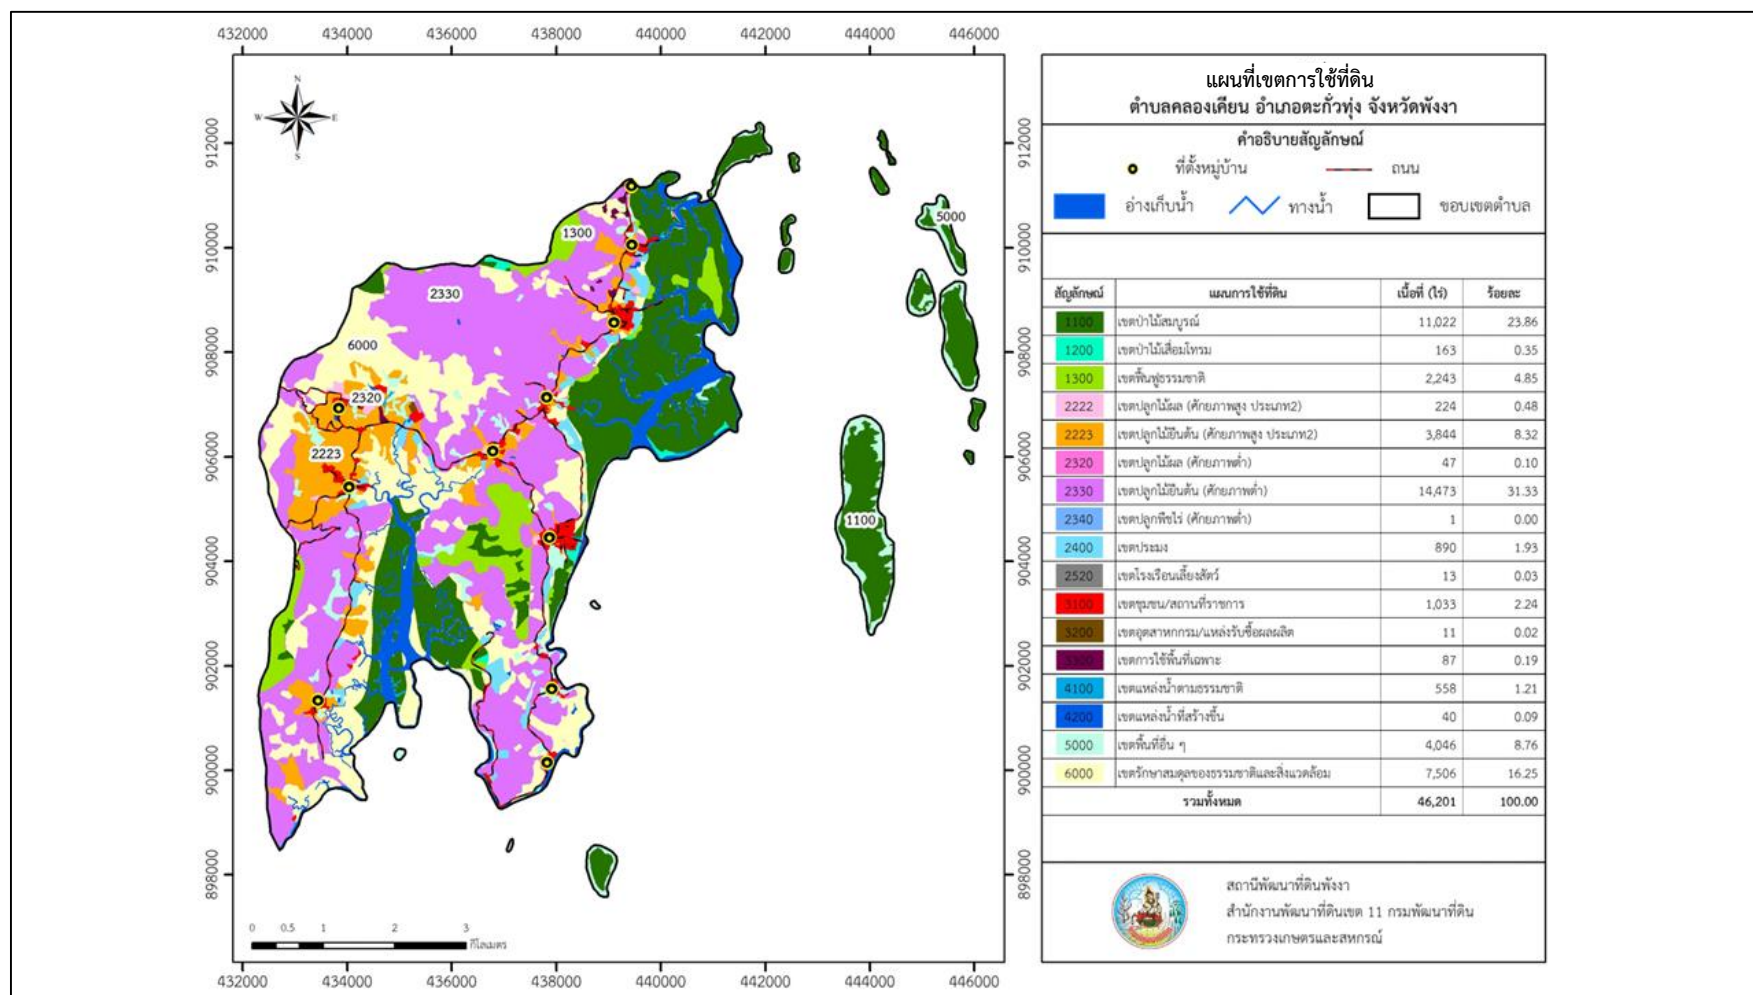 432000 434000 436000 438000 440000 442000 444000 446000
N
W E
S
912000 912000
910000 910000
908000 908000
906000 906000
904000 904000
902000 902000
900000 900000
898000 898000
5000
1300
2330
6000
2320
2223
1100
0 0.5 1 2 3
กิโลเมตร
432000 434000 436000 438000 440000 442000 444000 446000
แผนที่เขตการใช้ที่ดิน
ตำบลคลองเคียน อำเภอตะกั่วทุ่ง จังหวัดพังงา
คำอธิบายสัญลักษณ์
ที่ตั้งหมู่บ้าน ถนน
อ่างเก็บน้ำ ทางน้ำ ขอบเขตตำบล
สัญลักษณ์ แผนการใช้ที่ดิน เนื้อที่ (ไร่) ร้อยละ
1100 เขตป่าไม้สมบูรณ์ 11,022 23.86
1200 เขตป่าไม้เสื่อมโทรม 163 0.35
1300 เขตฟื้นฟูธรรมชาติ 2,243 4.85
2222 เขตปลูกไม้ผล (ศักยภาพสูง ประเภท2) 224 0.48
2223 เขตปลูกไม้ยืนต้น (ศักยภาพสูง ประเภท2) 3,844 8.32
2320 เขตปลูกไม้ผล (ศักยภาพต่ำ) 47 0.10
2330 เขตปลูกไม้ยืนต้น (ศักยภาพต่ำ) 14,473 31.33
2340 เขตปลูกพืชไร่ (ศักยภาพต่ำ) 1 0.00
2400 เขตประมง 890 1.93
2520 เขตโรงเรือนเลี้ยงสัตว์ 13 0.03
3100 เขตชุมชน/สถานที่ราชการ 1,033 2.24
3200 เขตอุตสาหกกรม/แหล่งรับซื้อผลผลิต 11 0.02
3300 เขตการใช้พื้นที่เฉพาะ 87 0.19
4100 เขตแหล่งน้ำตามธรรมชาติ 558 1.21
4200 เขตแหล่งน้ำที่สร้างขึ้น 40 0.09
5000 เขตพื้นที่อื่น ๆ 4,046 8.76
6000 เขตรักษาสมดุลของธรรมชาติและสิ่งแวดล้อม 7,506 16.25
รวมทั้งหมด 46,201 100.00
สถานีพัฒนาที่ดินพังงา
สำนักงานพัฒนาที่ดินเขต 11 กรมพัฒนาที่ดิน
กระทรวงเกษตรและสหกรณ์